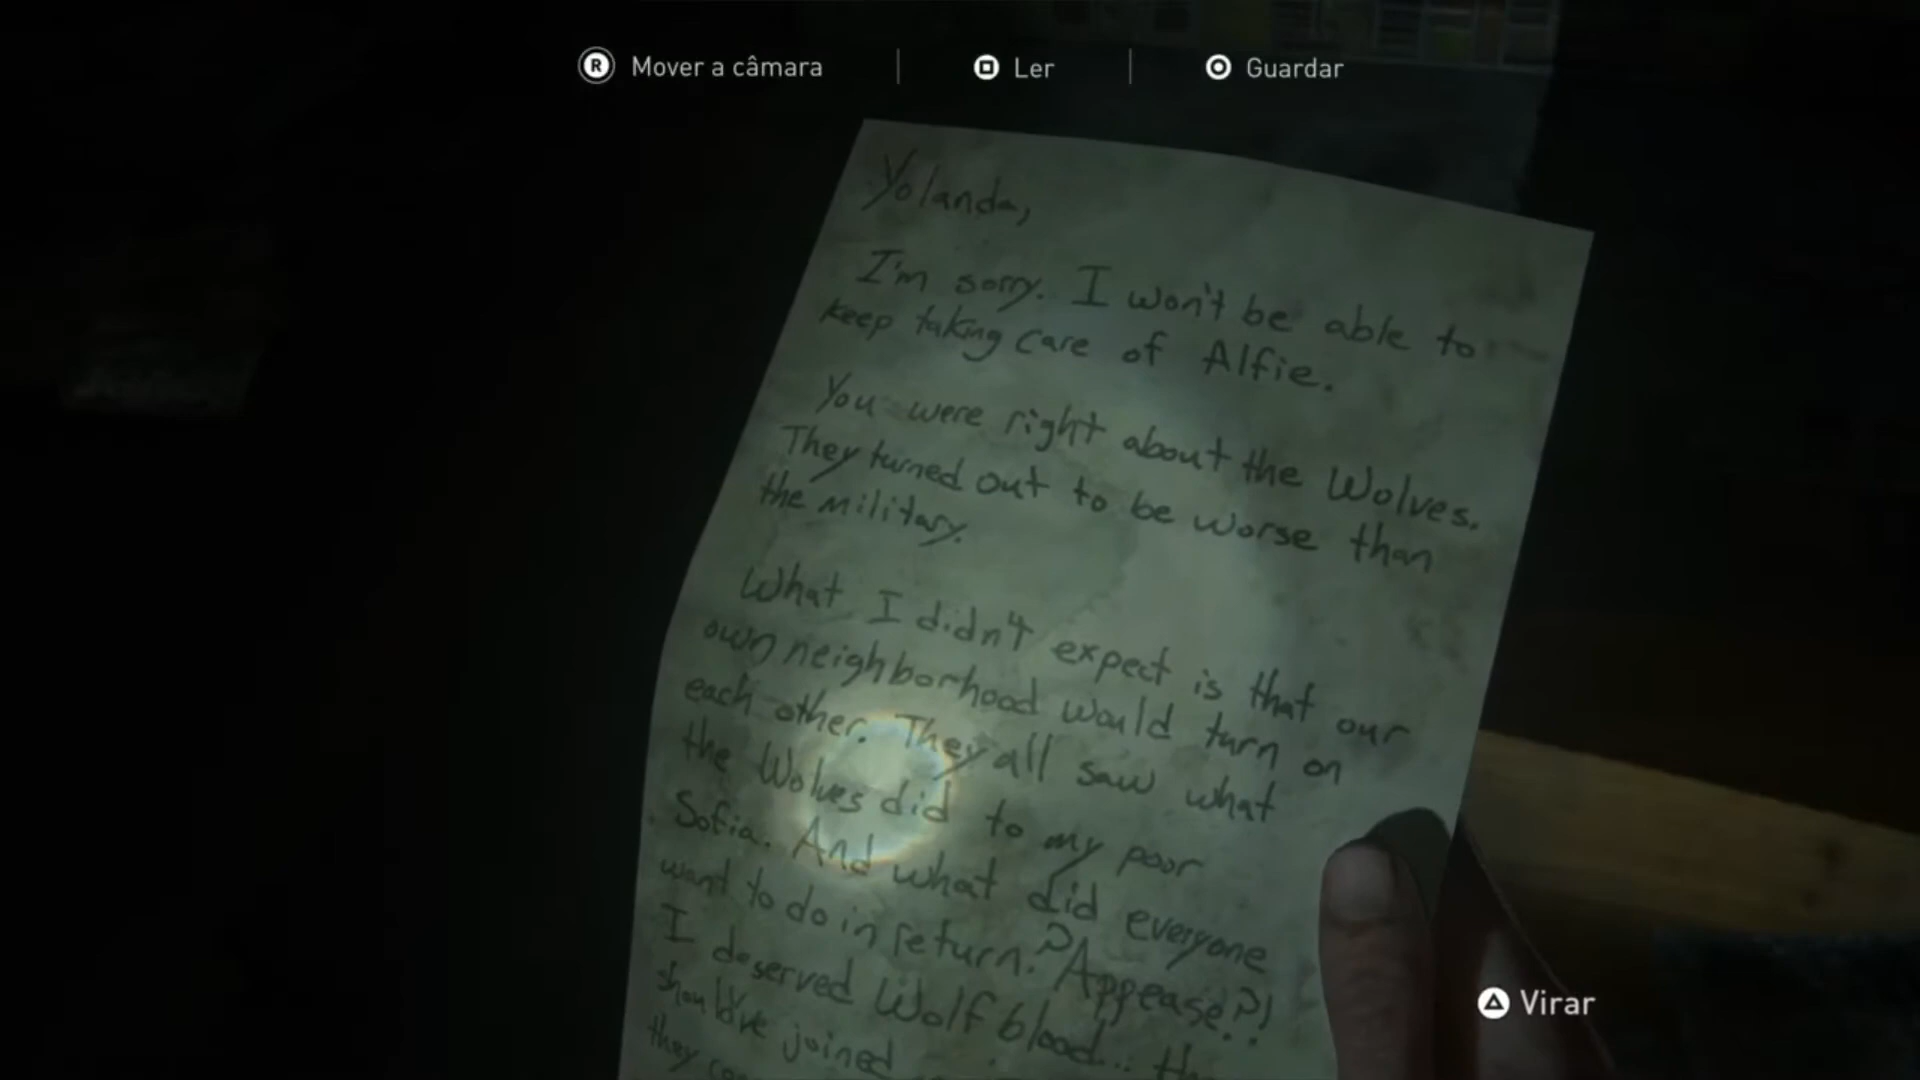 Mover a câmara
Ler
Guardar
Yolanda,
I'm sorry. I won't be able to
keep taking care of Alfie.
You were right about the Wolves.
They turned out to be worse than
the military.
What I didn't expect is that our
own neighborhood would turn on
each other. They all saw what
the Wolves did to my poor
Sofia. And what did everyone
want to do in return? Appease?!
I deserved Wolf blood...
should've joined
they
Virar